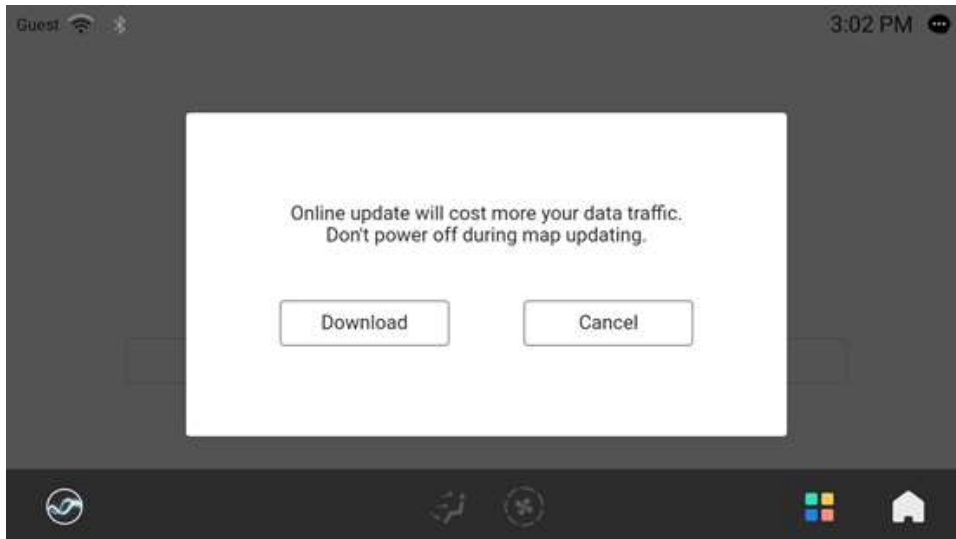 Guest
3:02 PM
Online update will cost more your data traffic.
Don't power off during map updating.
Download
Cancel